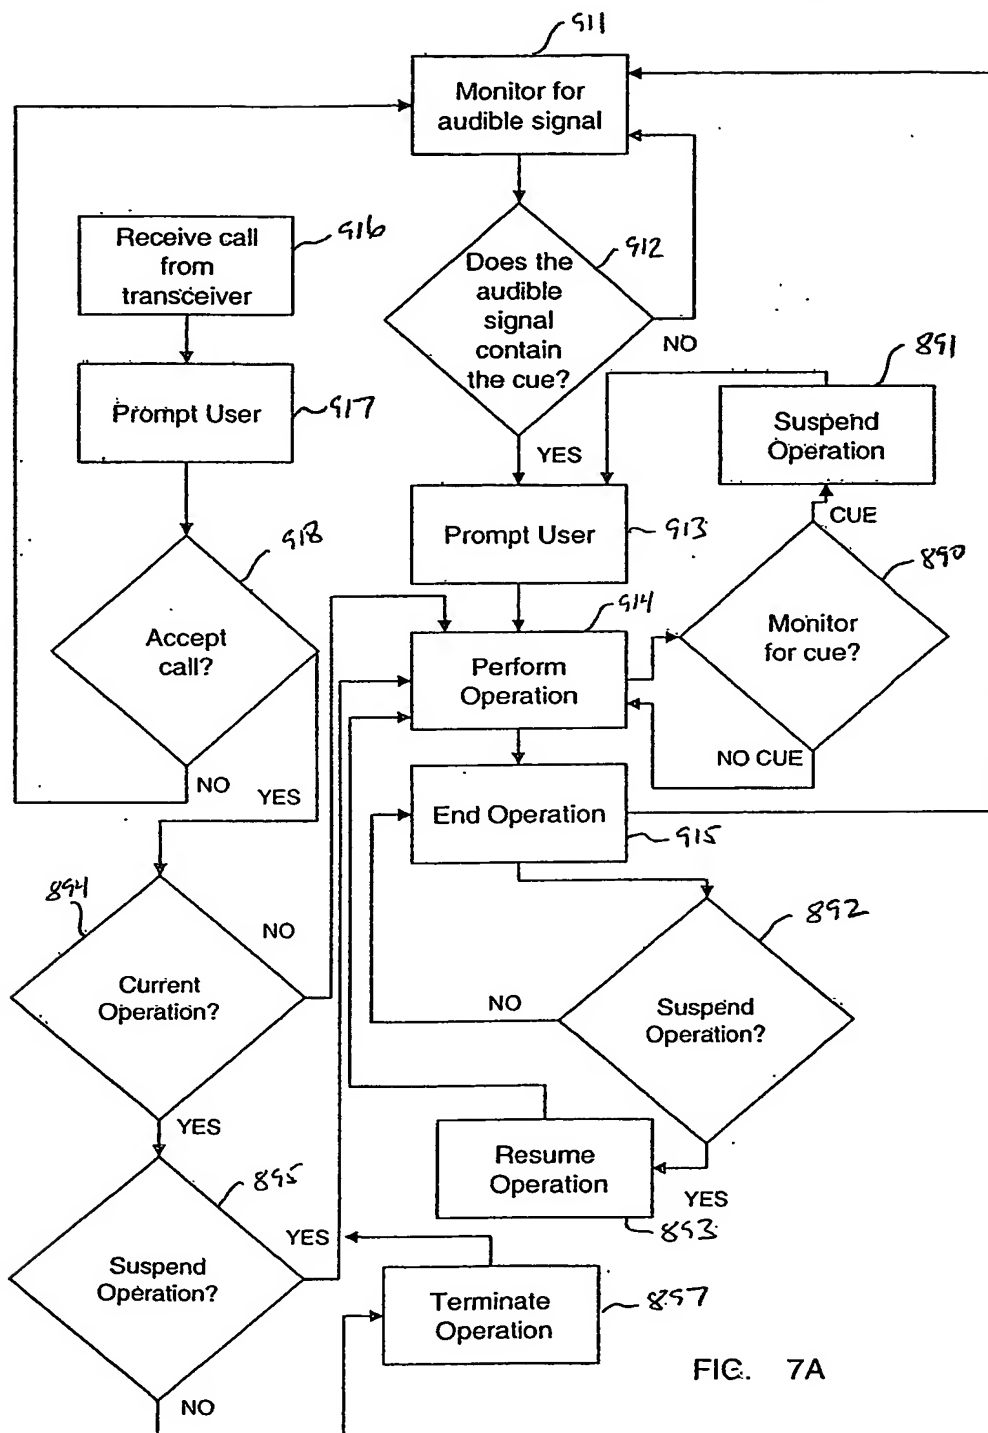 911
Monitor for
audible signal
916
Receive call
from
transceiver
912
Does the
audible
signal
contain
the cue?
NO
917
Prompt User
891
Suspend
Operation
YES
CUE
913
Prompt User
918
Accept
call?
914
Perform
Operation
890
Monitor
for cue?
NO CUE
NO
YES
End Operation
915
894
NO
Current
Operation?
892
NO
Suspend
Operation?
YES
Resume
Operation
YES
893
895
Suspend
Operation?
YES
Terminate
Operation
897
NO
FIG. 7A